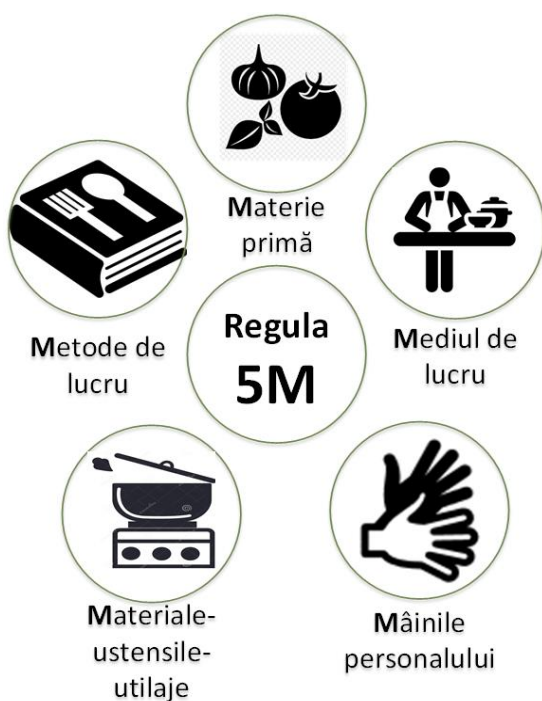 Materie
primă
Metode de
lucru
Regula
5M
Mediul de
lucru
Materiale-
ustensile-
utilaje
Mâinile
personalului